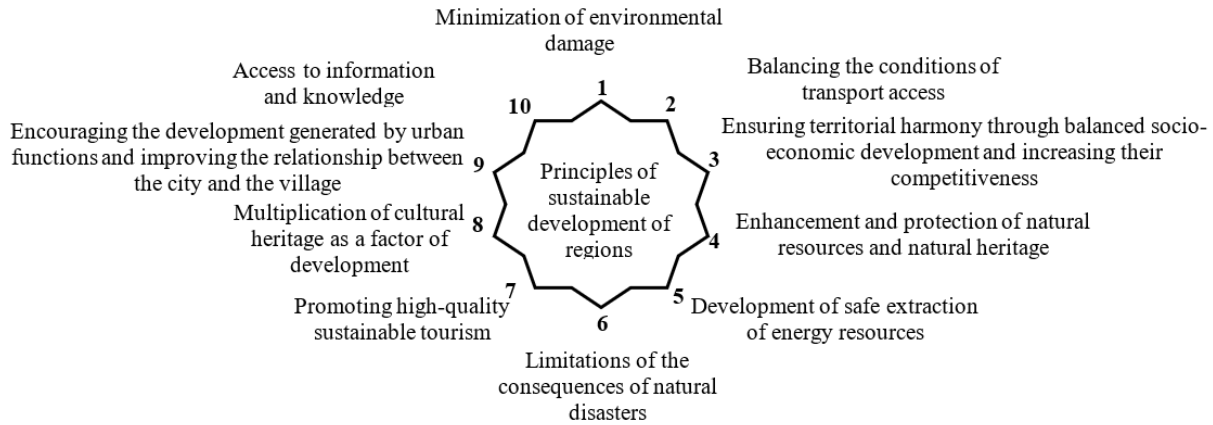 Minimization of environmental
damage
1
Balancing the conditions of
transport access
2
Ensuring territorial harmony through balanced socio-
economic development and increasing their
competitiveness
3
Enhancement and protection of natural
resources and natural heritage
4
Development of safe extraction
of energy resources
5
Limitations of the
consequences of natural
disasters
6
Promoting high-quality
sustainable tourism
7
Multiplication of cultural
heritage as a factor of
development
8
Encouraging the development generated by urban
functions and improving the relationship between
the city and the village
9
Access to information
and knowledge
10
Principles of
sustainable
development of
regions